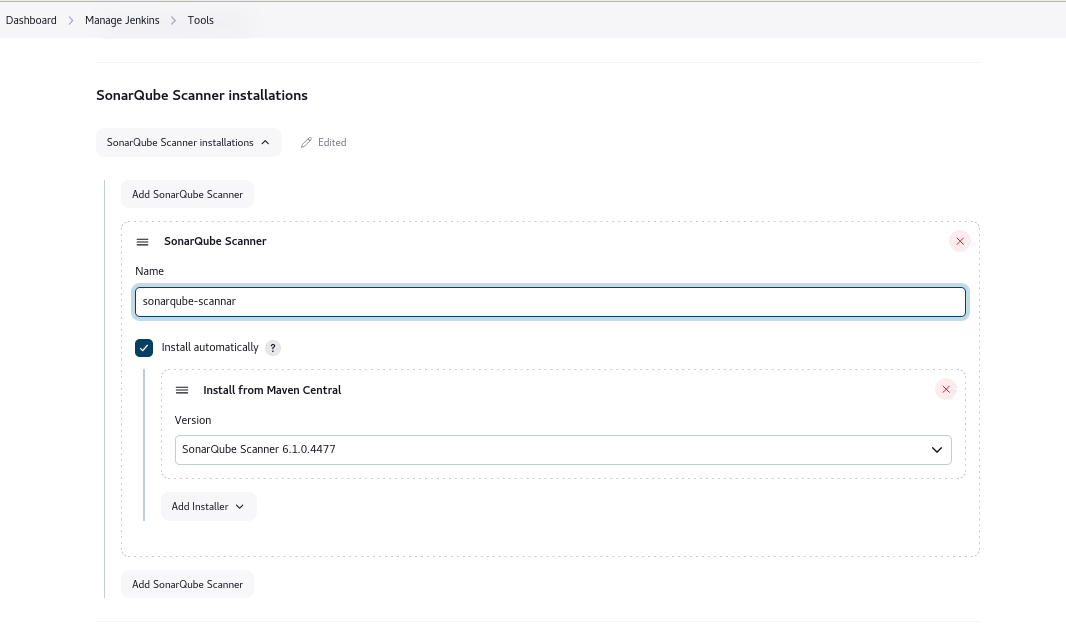 Dashboard > Manage Jenkins > Tools
SonarQube Scanner installations
SonarQube Scanner installations
Edited
Add SonarQube Scanner
SonarQube Scanner
Name
sonarqube-scannar
Install automatically ?
Install from Maven Central
Version
SonarQube Scanner 6.1.0.4477
Add Installer
Add SonarQube Scanner